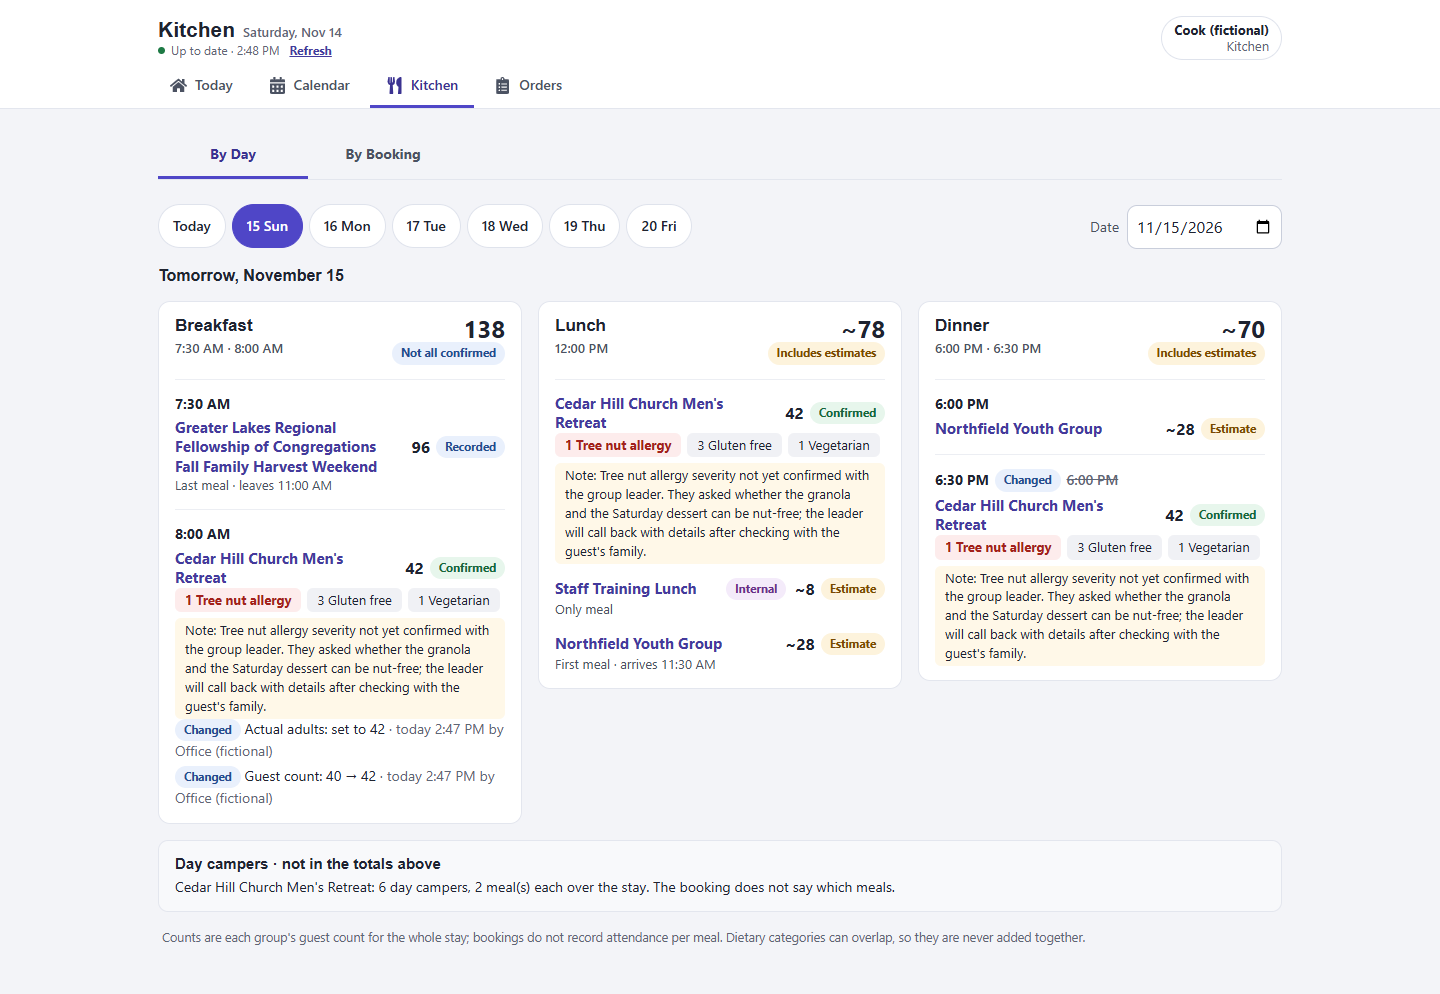 Kitchen Saturday, Nov 14
Up to date · 2:48 PM Refresh
Cook (fictional)
Kitchen
Today Calendar Kitchen Orders
By Day By Booking
Today 15 Sun 16 Mon 17 Tue 18 Wed 19 Thu 20 Fri
Date 11/15/2026
Tomorrow, November 15
Breakfast 138
7:30 AM · 8:00 AM Not all confirmed
7:30 AM
Greater Lakes Regional
Fellowship of Congregations
Fall Family Harvest Weekend
96 Recorded
Last meal · leaves 11:00 AM
8:00 AM
Cedar Hill Church Men's
Retreat
42 Confirmed
1 Tree nut allergy 3 Gluten free 1 Vegetarian
Note: Tree nut allergy severity not yet confirmed with
the group leader. They asked whether the granola
and the Saturday dessert can be nut-free; the leader
will call back with details after checking with the
guest's family.
Changed Actual adults: set to 42 · today 2:47 PM by
Office (fictional)
Changed Guest count: 40 → 42 · today 2:47 PM by
Office (fictional)
Lunch ~78
12:00 PM Includes estimates
Cedar Hill Church Men's
Retreat
42 Confirmed
1 Tree nut allergy 3 Gluten free 1 Vegetarian
Note: Tree nut allergy severity not yet confirmed with
the group leader. They asked whether the granola
and the Saturday dessert can be nut-free; the leader
will call back with details after checking with the
guest's family.
Staff Training Lunch Internal ~8 Estimate
Only meal
Northfield Youth Group ~28 Estimate
First meal · arrives 11:30 AM
Dinner ~70
6:00 PM · 6:30 PM Includes estimates
6:00 PM
Northfield Youth Group ~28 Estimate
6:30 PM Changed 6:00 PM
Cedar Hill Church Men's
Retreat
42 Confirmed
1 Tree nut allergy 3 Gluten free 1 Vegetarian
Note: Tree nut allergy severity not yet confirmed with
the group leader. They asked whether the granola
and the Saturday dessert can be nut-free; the leader
will call back with details after checking with the
guest's family.
Day campers · not in the totals above
Cedar Hill Church Men's Retreat: 6 day campers, 2 meal(s) each over the stay. The booking does not say which meals.
Counts are each group's guest count for the whole stay; bookings do not record attendance per meal. Dietary categories can overlap, so they are never added together.